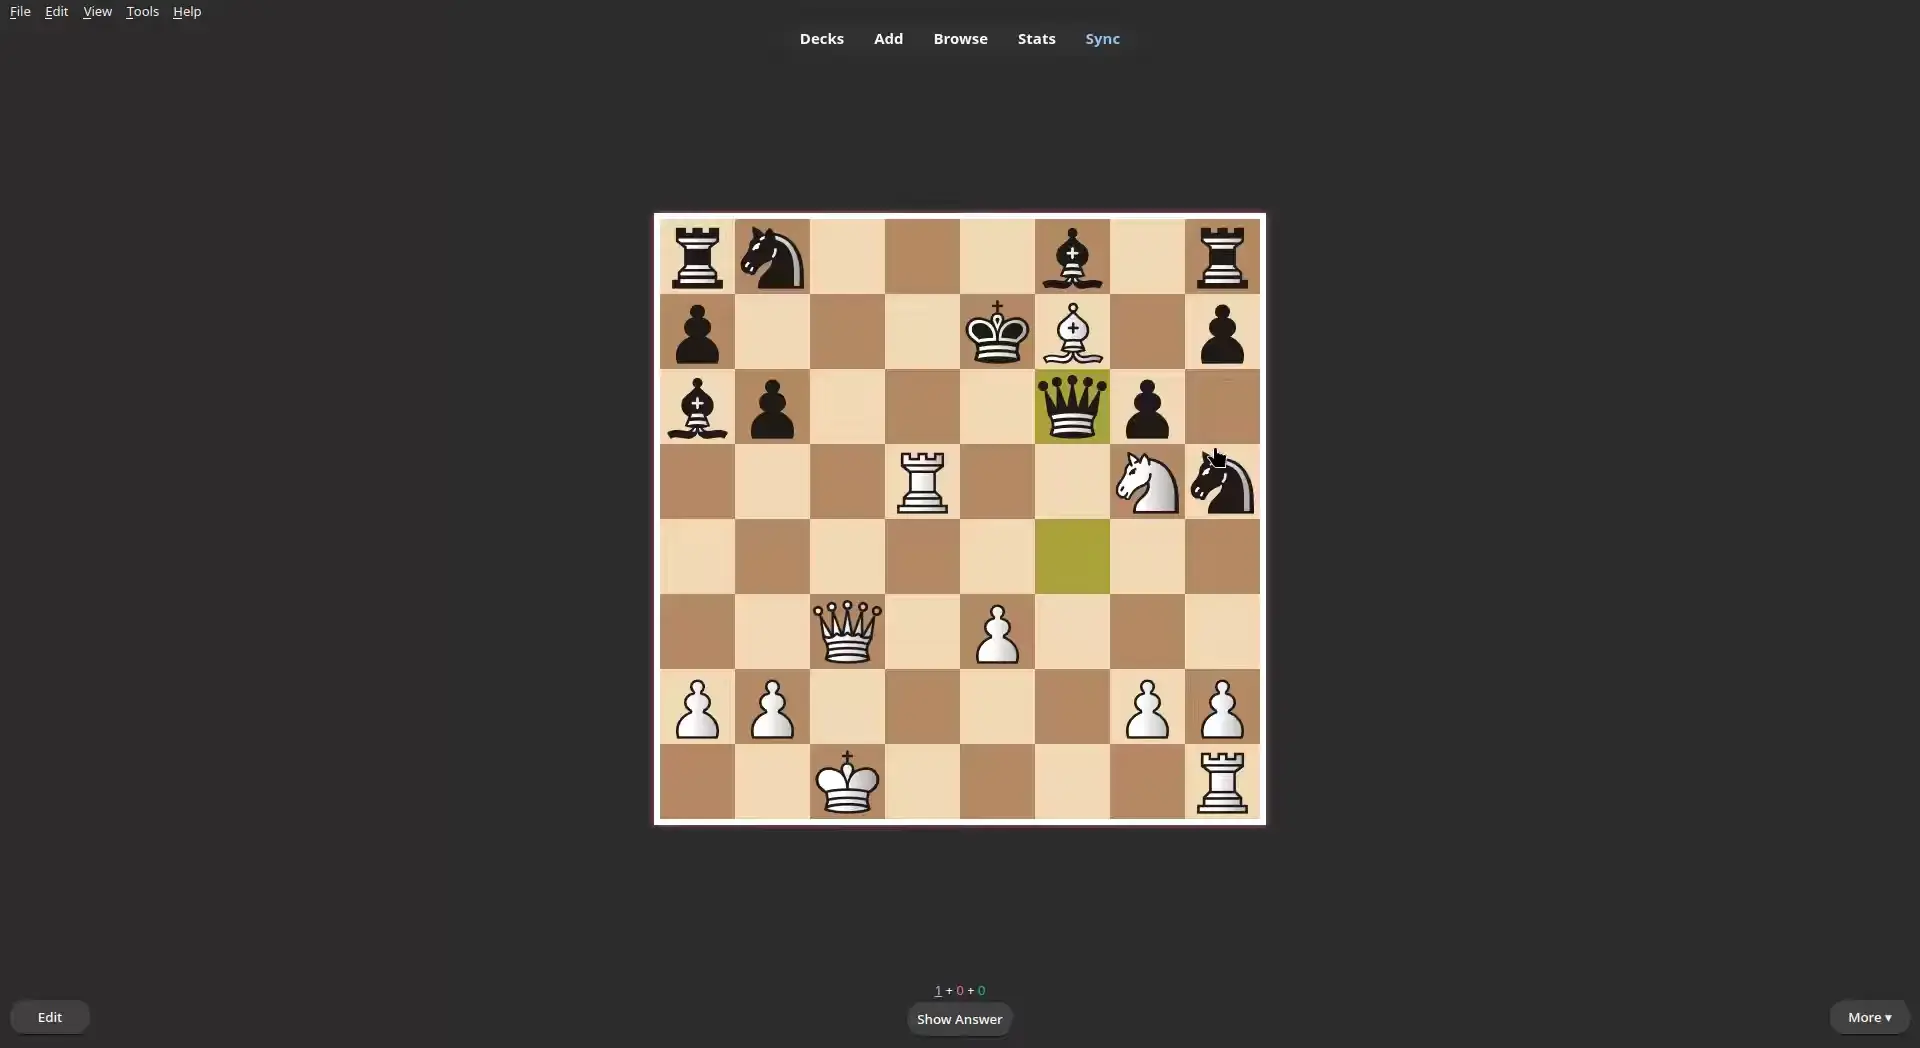 File Edit View Tools Help
Decks Add Browse Stats Sync
1 + 0 + 0
Edit Show Answer More ▾